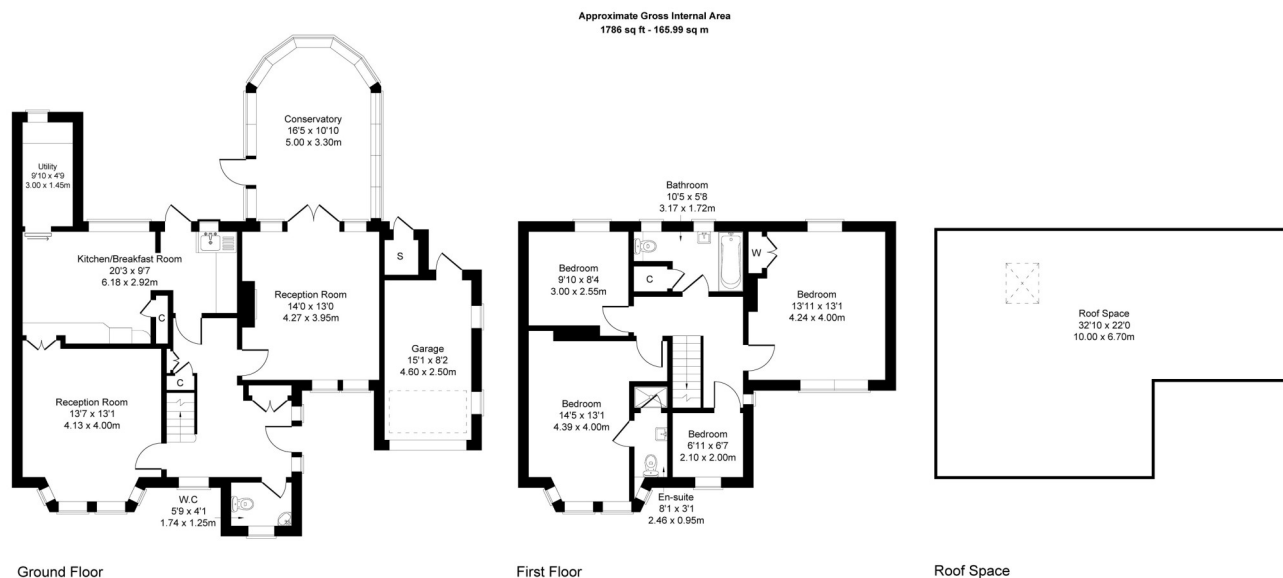 Approximate Gross Internal Area
1786 sq ft - 165.99 sq m
Conservatory
16'5 x 10'10
5.00 x 3.30m
Utility
9'10 x 4'9
3.00 x 1.45m
Kitchen/Breakfast Room
20'3 x 9'7
6.18 x 2.92m
C
Reception Room
14'0 x 13'0
4.27 x 3.95m
S
Garage
15'1 x 8'2
4.60 x 2.50m
C
Reception Room
13'7 x 13'1
4.13 x 4.00m
W.C
5'9 x 4'1
1.74 x 1.25m
Ground Floor
Bathroom
10'5 x 5'8
3.17 x 1.72m
W
C
Bedroom
9'10 x 8'4
3.00 x 2.55m
Bedroom
13'11 x 13'1
4.24 x 4.00m
Bedroom
14'5 x 13'1
4.39 x 4.00m
Bedroom
6'11 x 6'7
2.10 x 2.00m
En-suite
8'1 x 3'1
2.46 x 0.95m
First Floor
Roof Space
32'10 x 22'0
10.00 x 6.70m
Roof Space